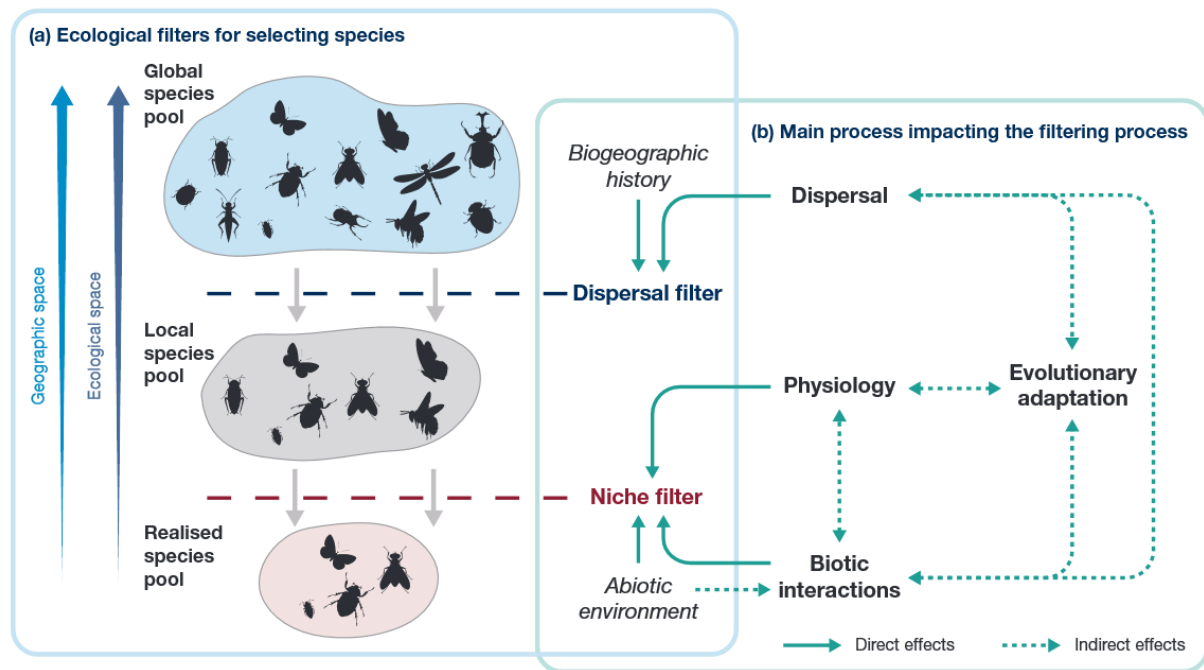 (a) Ecological filters for selecting species
Global
species
pool
Geographic space
Ecological space
Local
species
pool
Realised
species
pool
(b) Main process impacting the filtering process
Biogeographic
history
Dispersal
Dispersal filter
Physiology
Evolutionary
adaptation
Niche filter
Abiotic
environment
Biotic
interactions
Direct effects
Indirect effects